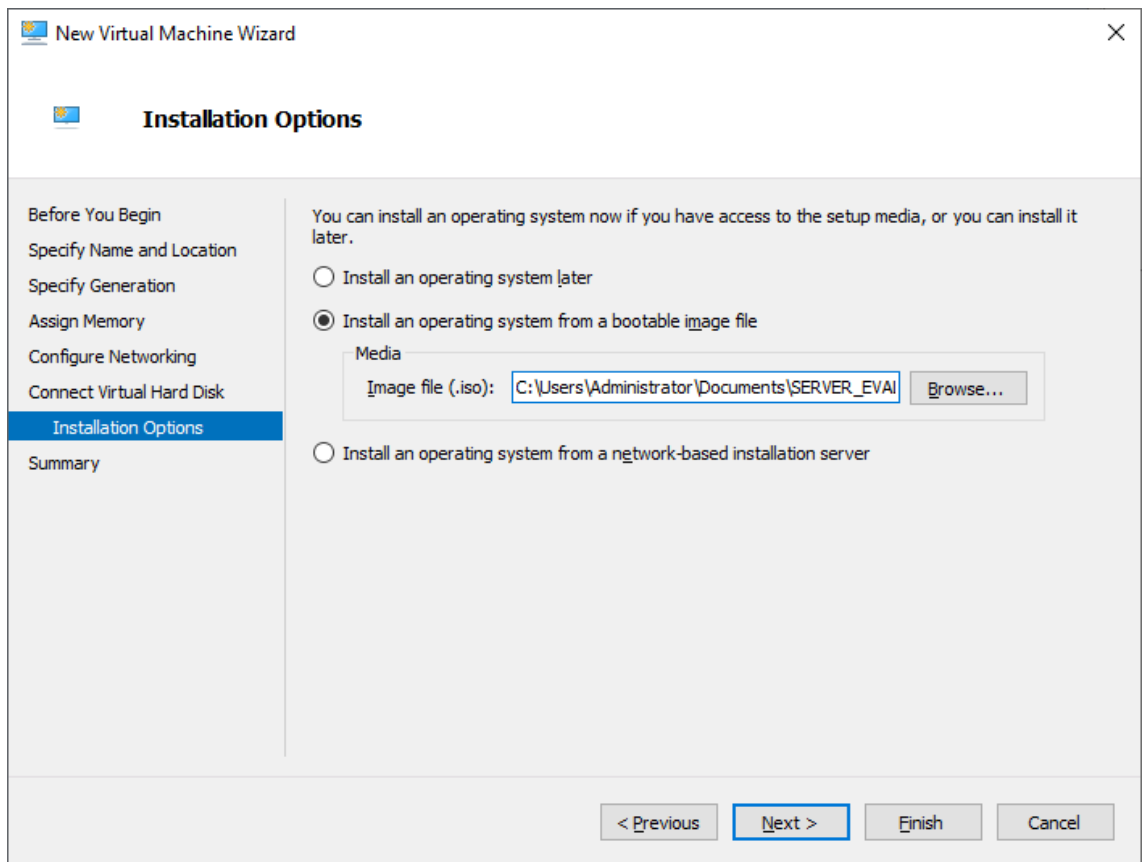 New Virtual Machine Wizard
Installation Options
Before You Begin
Specify Name and Location
Specify Generation
Assign Memory
Configure Networking
Connect Virtual Hard Disk
Installation Options
Summary
You can install an operating system now if you have access to the setup media, or you can install it
later.
Install an operating system later
Install an operating system from a bootable image file
Media
Image file (.iso): C:\Users\Administrator\Documents\SERVER_EVAI Browse...
Install an operating system from a network-based installation server
< Previous Next > Finish Cancel